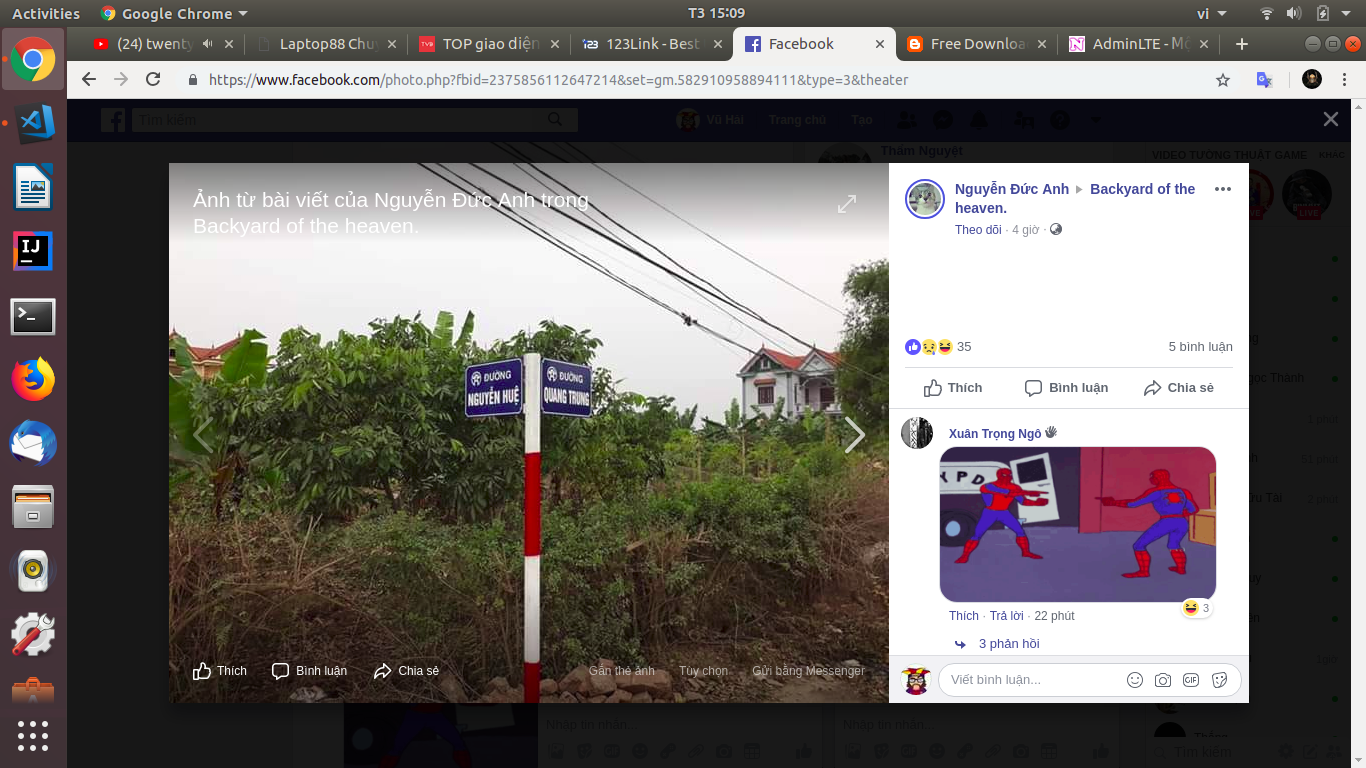 Activities
Google Chrome
T3 15:09
vi
(24) twenty
Laptop88 Chu
TOP giao diện
123Link - Best
Facebook
Free Downloa
AdminLTE - Mô
https://www.facebook.com/photo.php?fbid=2375856112647214&set=gm.582910958894111&type=3&theater
Tìm kiếm
Vũ Hải
Trang chủ
Tạo
Thẩm Nguyệt
VIDEO TƯỜNG THUẬT GAME
KHÁC
LIVE
Ảnh từ bài viết của Nguyễn Đức Anh trong
Backyard of the heaven.
ĐƯỜNG
NGUYỄN HUỆ
ĐƯỜNG
QUANG TRUNG
Thích
Bình luận
Chia sẻ
Gắn thẻ ảnh
Tùy chọn
Gửi bằng Messenger
Nguyễn Đức Anh
Backyard of the
heaven.
Theo dõi · 4 giờ ·
35
5 bình luận
Thích
Bình luận
Chia sẻ
Xuân Trọng Ngô
KPD
3
Thích · Trả lời · 22 phút
3 phản hồi
Viết bình luận...
GIF
Nhập tin nhắn...
Nhập tin nhắn...
Tìm kiếm